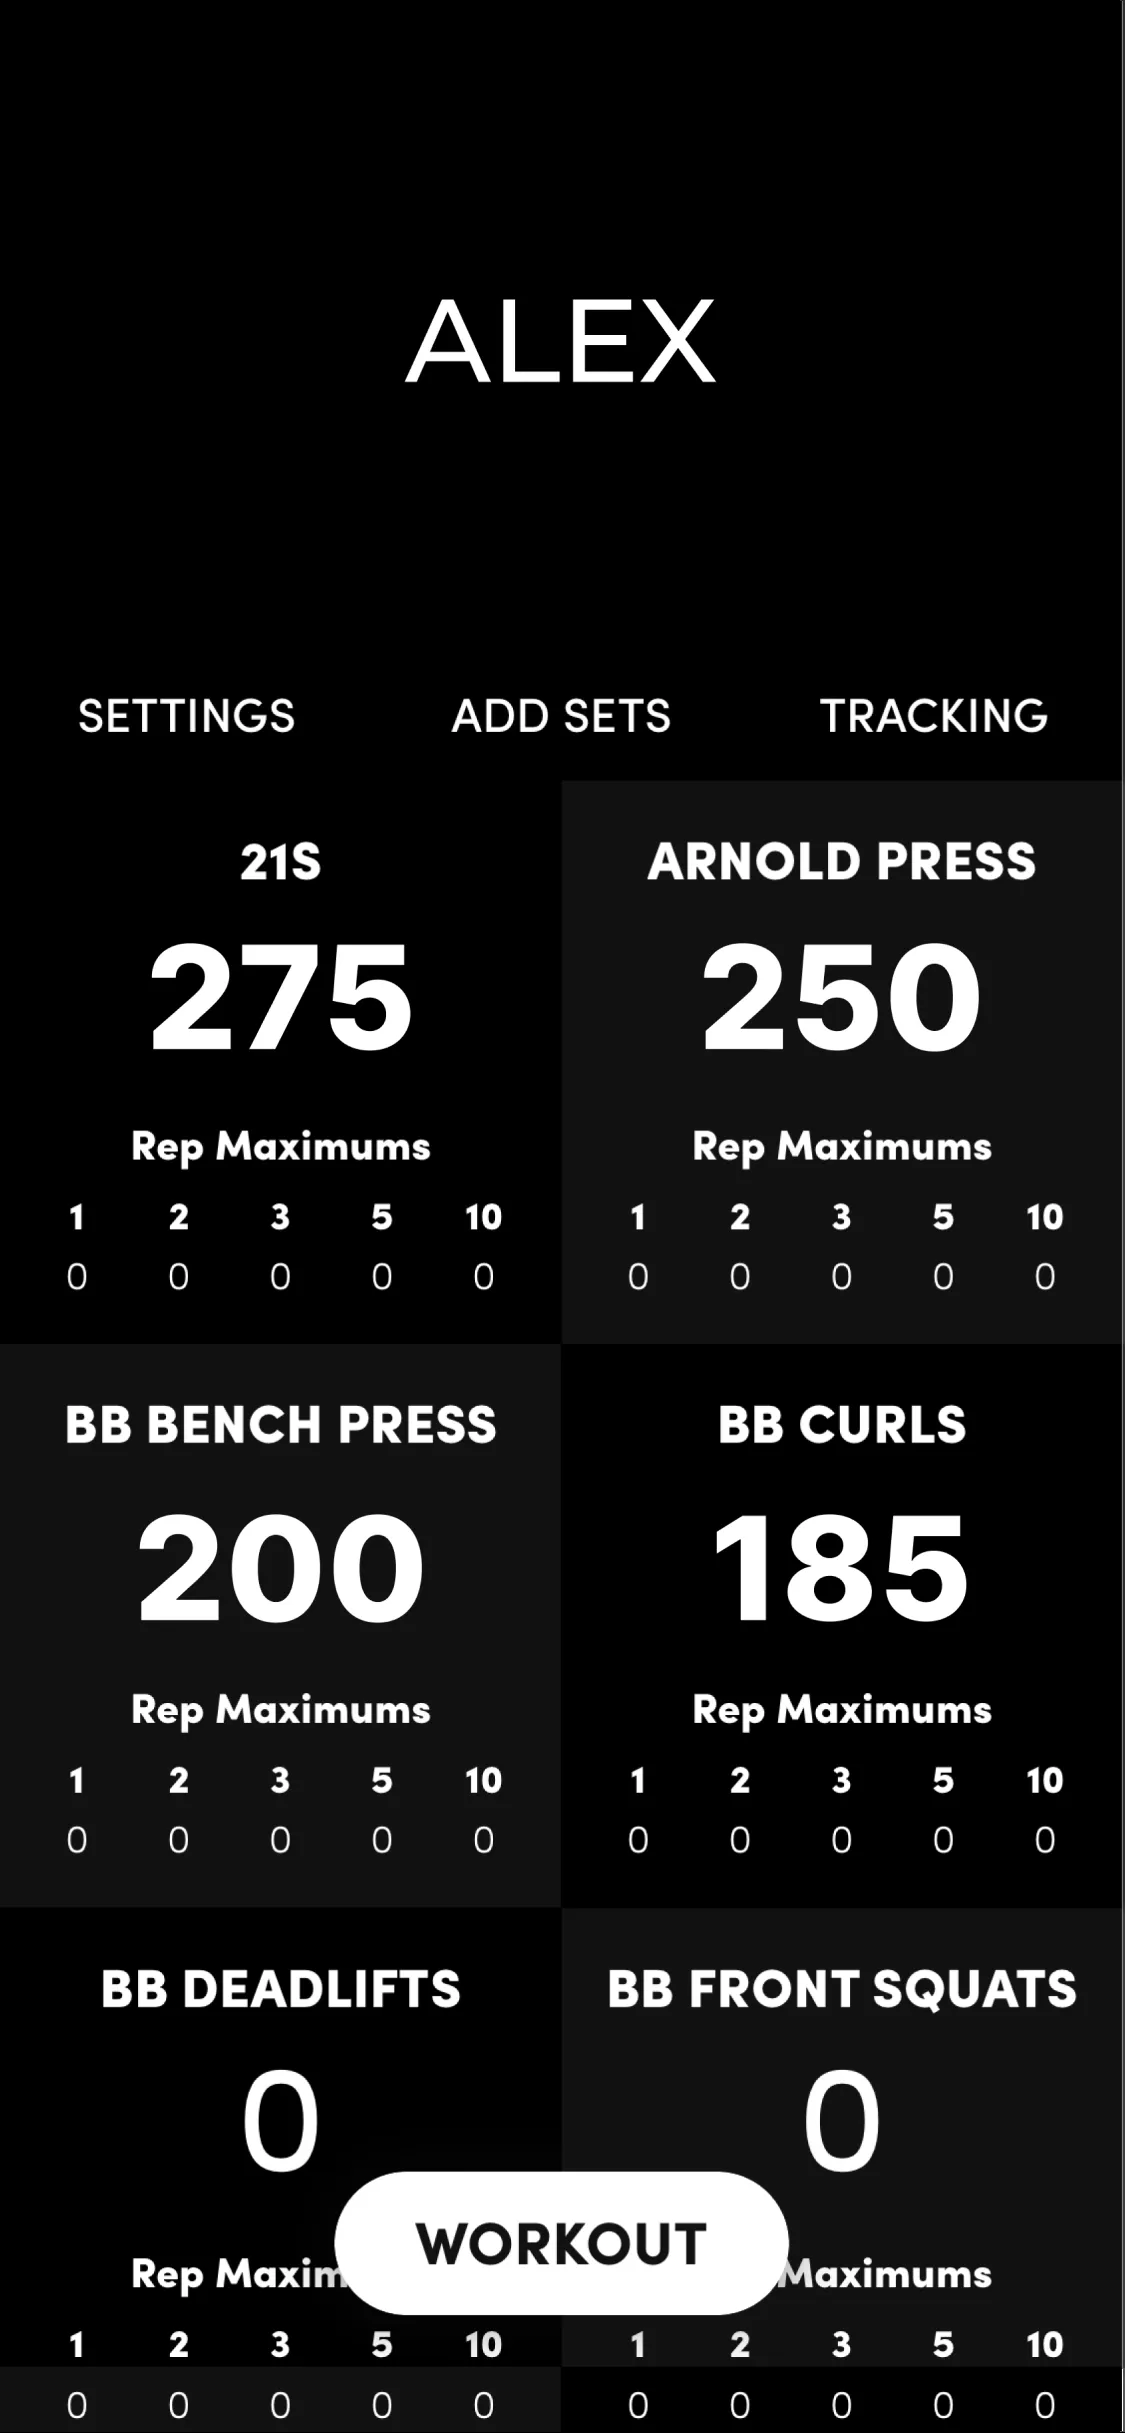 ALEX
SETTINGS ADD SETS TRACKING
21S
275
Rep Maximums
1 2 3 5 10
0 0 0 0 0
ARNOLD PRESS
250
Rep Maximums
1 2 3 5 10
0 0 0 0 0
BB BENCH PRESS
200
Rep Maximums
1 2 3 5 10
0 0 0 0 0
BB CURLS
185
Rep Maximums
1 2 3 5 10
0 0 0 0 0
BB DEADLIFTS
0
Rep Maxim
1 2 3 5 10
0 0 0 0 0
BB FRONT SQUATS
0
Maximums
1 2 3 5 10
0 0 0 0 0
WORKOUT